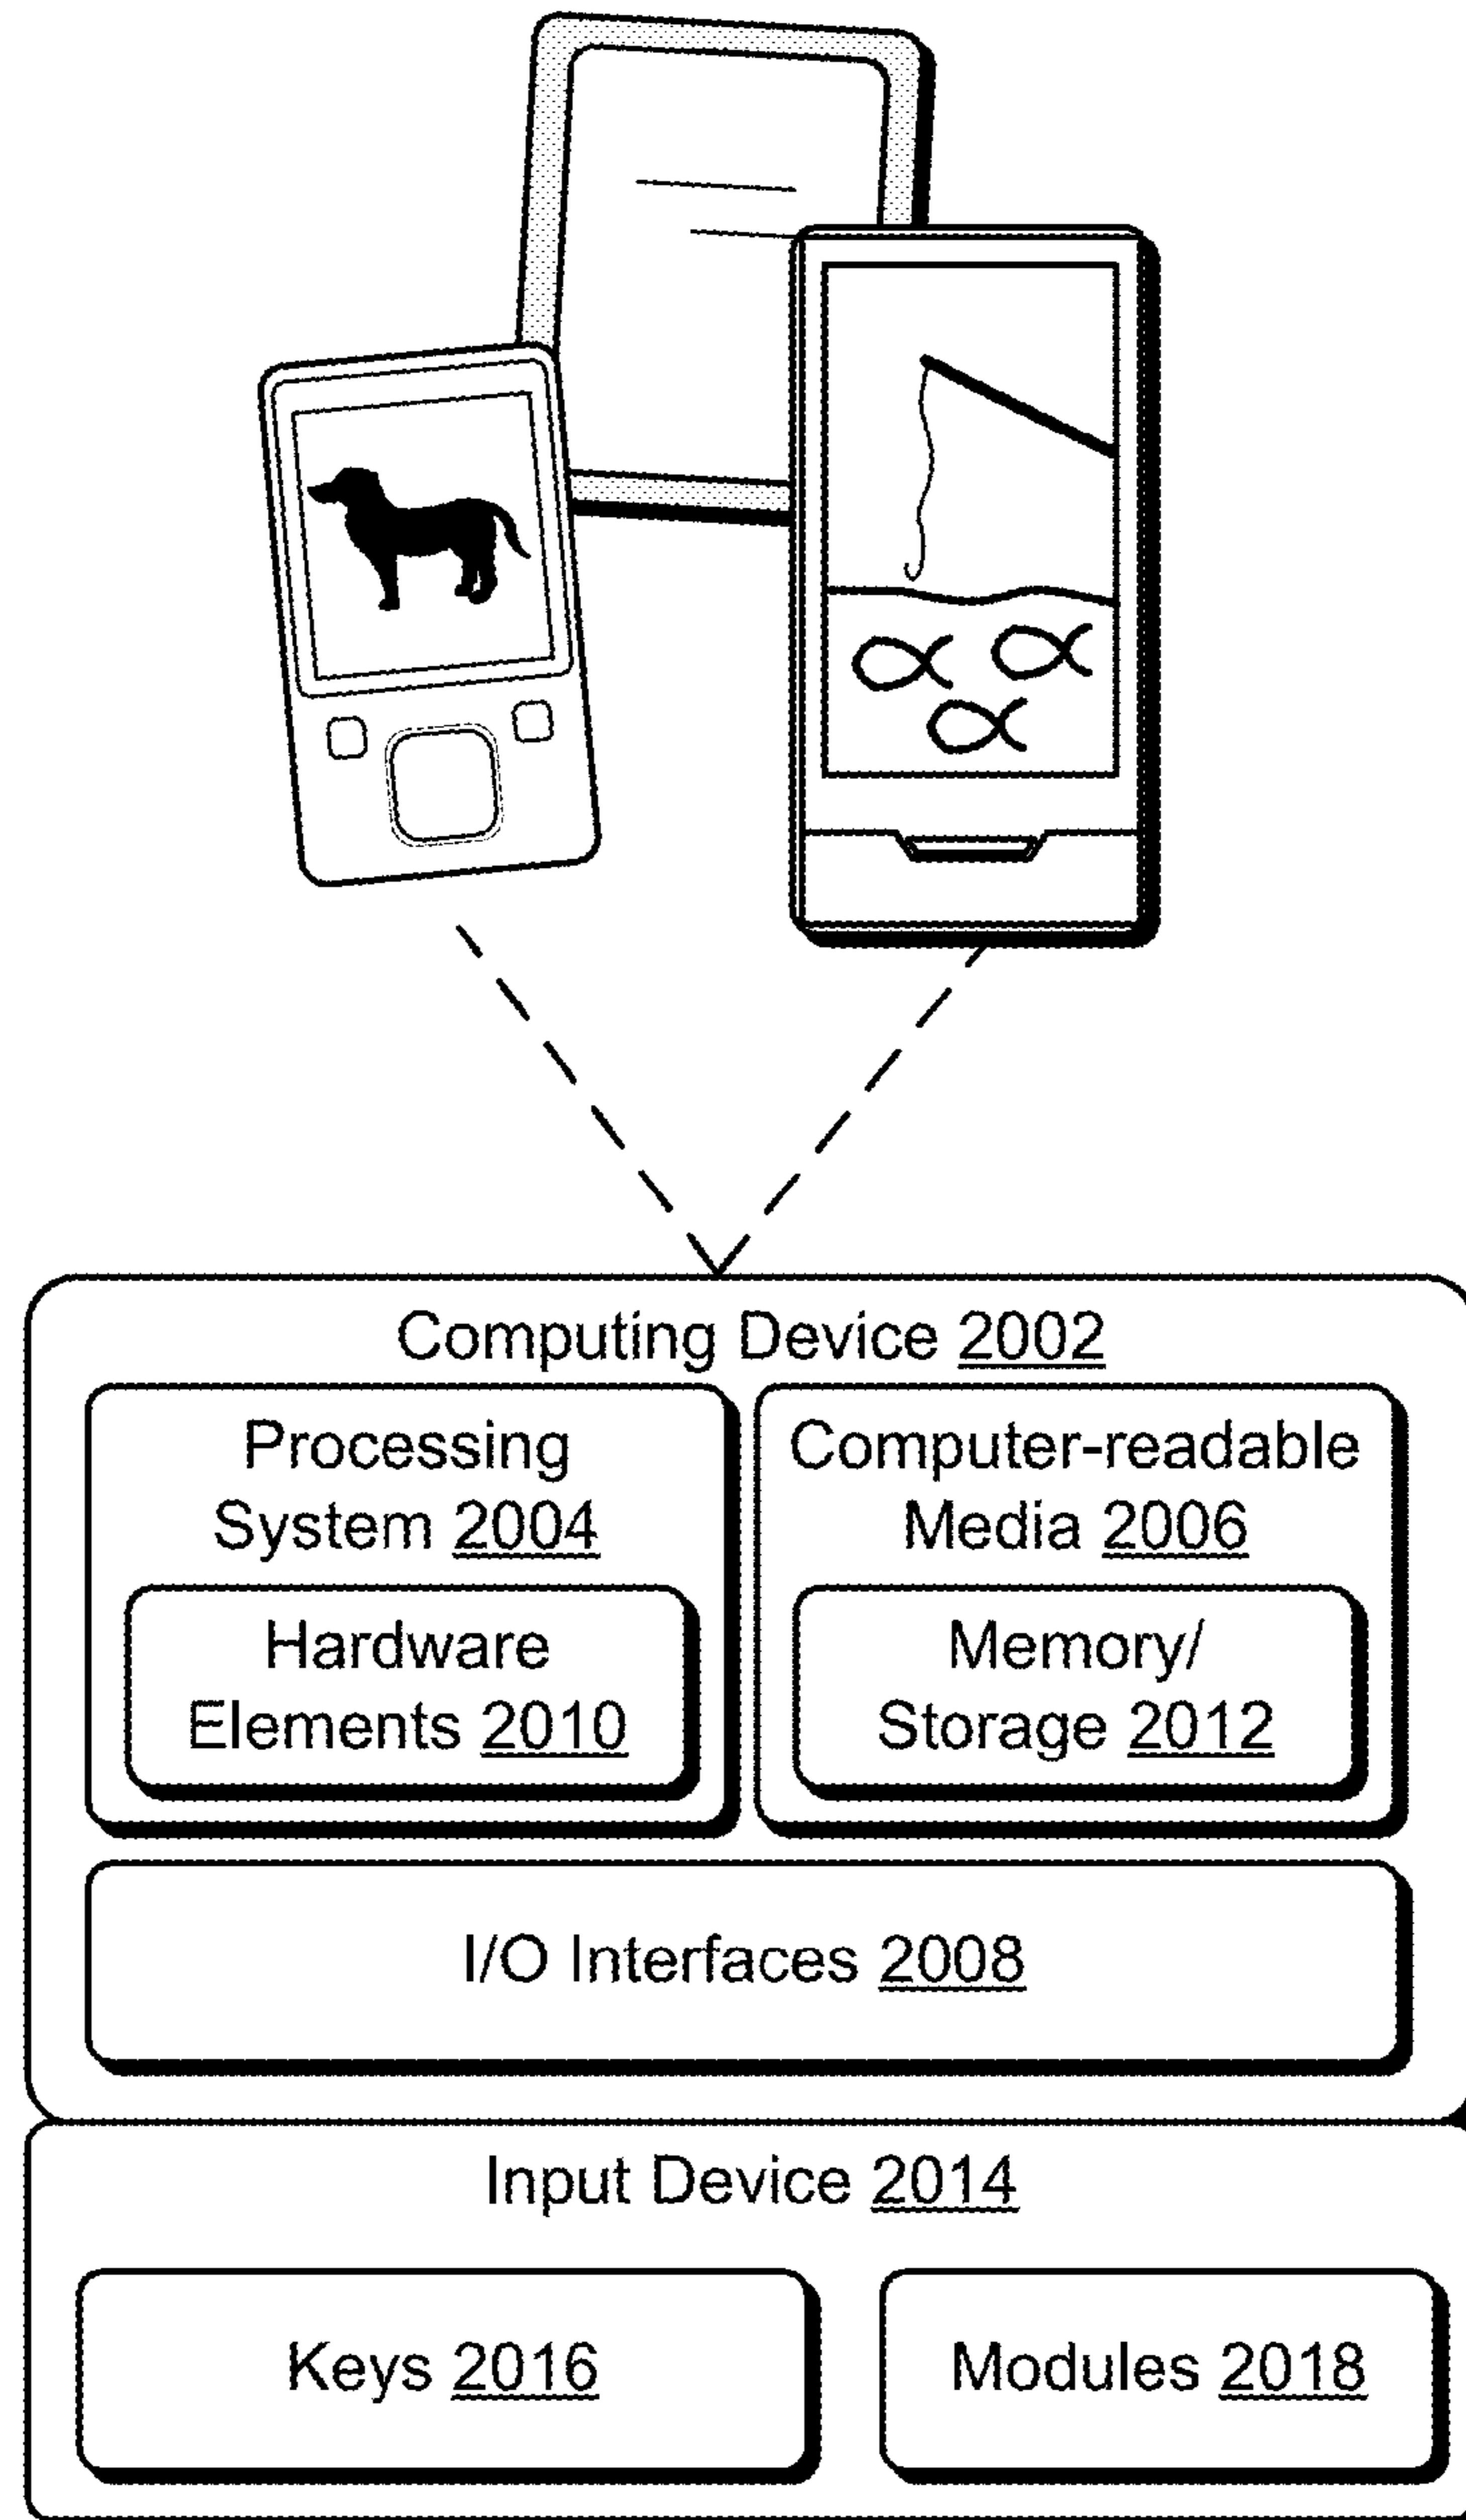 Computing Device 2002
Processing
System 2004
Hardware
Elements 2010
Computer-readable
Media 2006
Memory/
Storage 2012
I/O Interfaces 2008
Input Device 2014
Keys 2016
Modules 2018